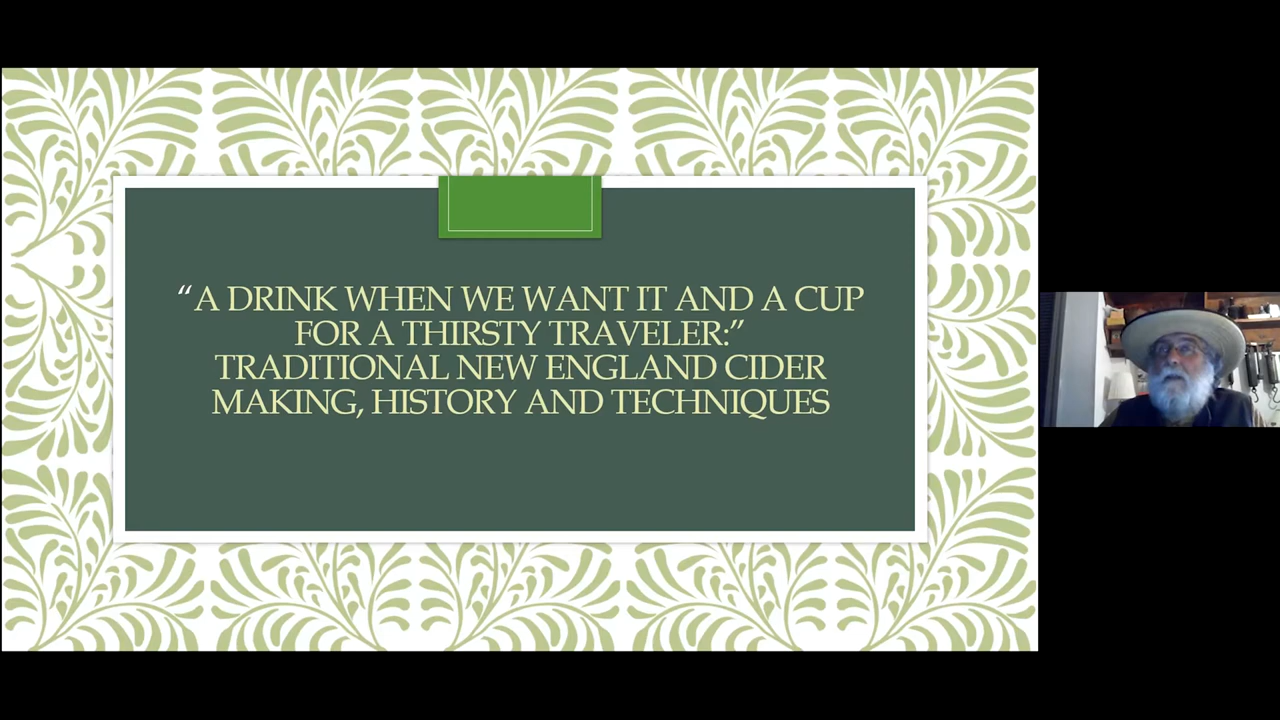 “A DRINK WHEN WE WANT IT AND A CUP
FOR A THIRSTY TRAVELER:”
TRADITIONAL NEW ENGLAND CIDER
MAKING, HISTORY AND TECHNIQUES